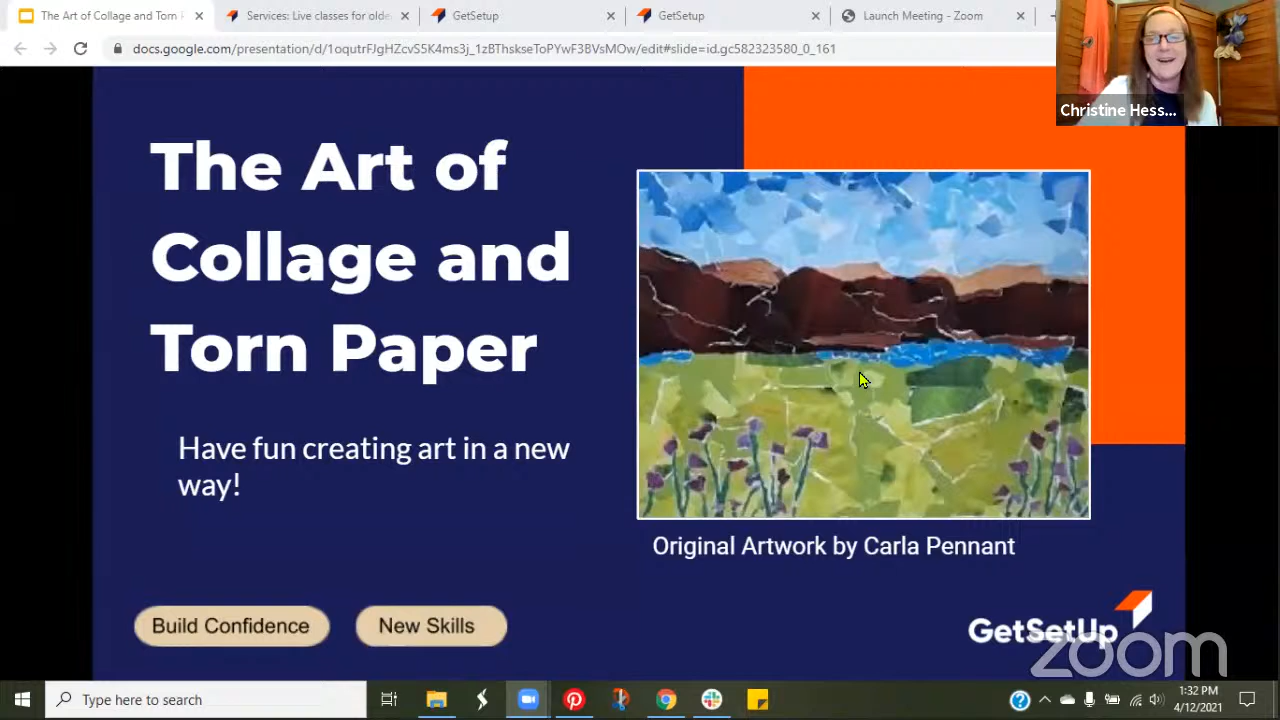 The Art of Collage and Torn P
Services: Live classes for olde
GetSetup
GetSetup
Launch Meeting - Zoom
docs.google.com/presentation/d/1oqutrFJgHZcvS5K4ms3j_1zBThskseToPYwF3BVsMOw/edit#slide=id.gc582323580_0_161
Christine Hess...
The Art of
Collage and
Torn Paper
Have fun creating art in a new
way!
Original Artwork by Carla Pennant
Build Confidence
New Skills
GetSetUp
zoom
Type here to search
1:32 PM
4/12/2021